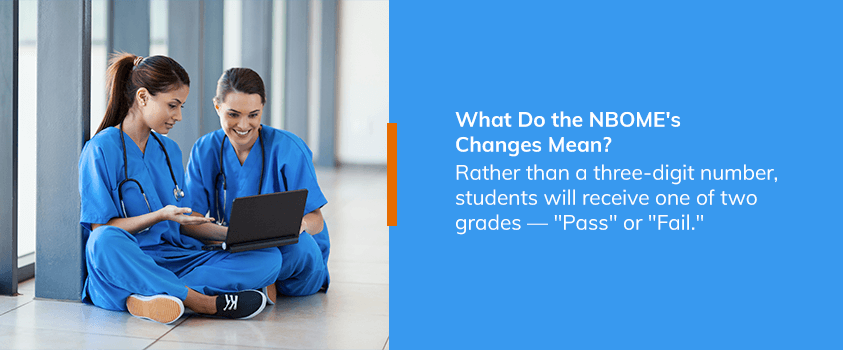 What Do the NBOME's
Changes Mean?
Rather than a three-digit number,
students will receive one of two
grades — "Pass" or "Fail."